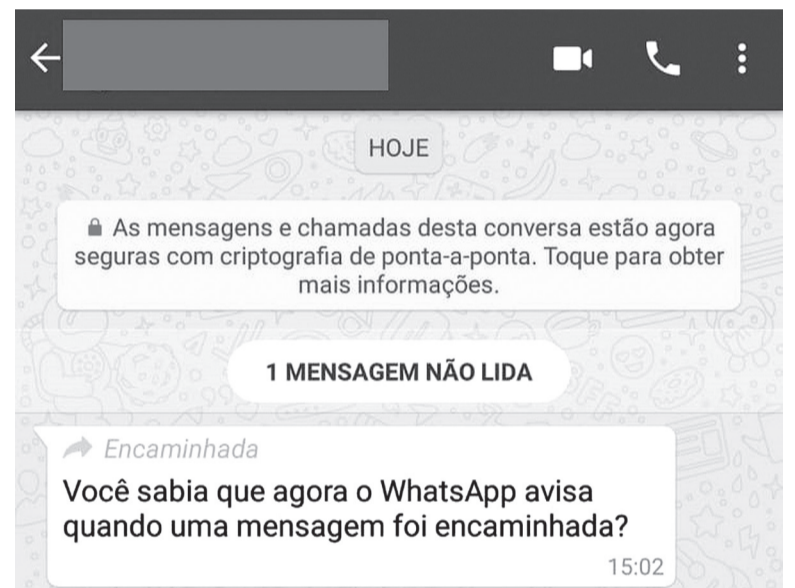 HOJE
As mensagens e chamadas desta conversa estão agora
seguras com criptografia de ponta-a-ponta. Toque para obter
mais informações.
1 MENSAGEM NÃO LIDA
Encaminhada
Você sabia que agora o WhatsApp avisa
quando uma mensagem foi encaminhada?
15:02